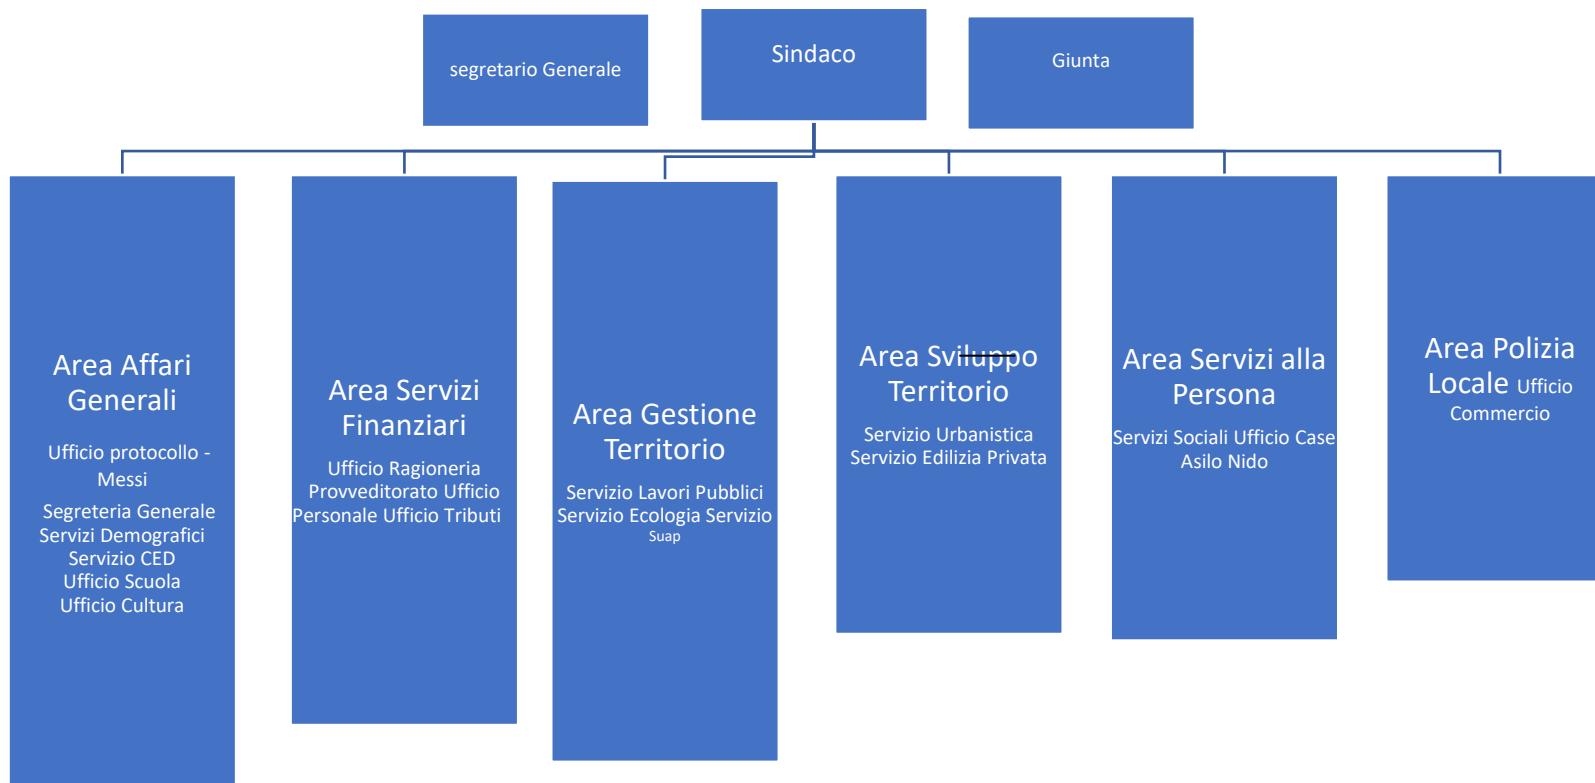 segretario Generale
Sindaco
Giunta
Area Affari
Generali
Ufficio protocollo -
Messi
Segreteria Generale
Servizi Demografici
Servizio CED
Ufficio Scuola
Ufficio Cultura
Area Servizi
Finanziari
Ufficio Ragioneria
Provveditorato Ufficio
Personale Ufficio Tributi
Area Gestione
Territorio
Servizio Lavori Pubblici
Servizio Ecologia Servizio
Suap
Area Sviluppo
Territorio
Servizio Urbanistica
Servizio Edilizia Privata
Area Servizi alla
Persona
Servizi Sociali Ufficio Case
Asilo Nido
Area Polizia
Locale Ufficio
Commercio